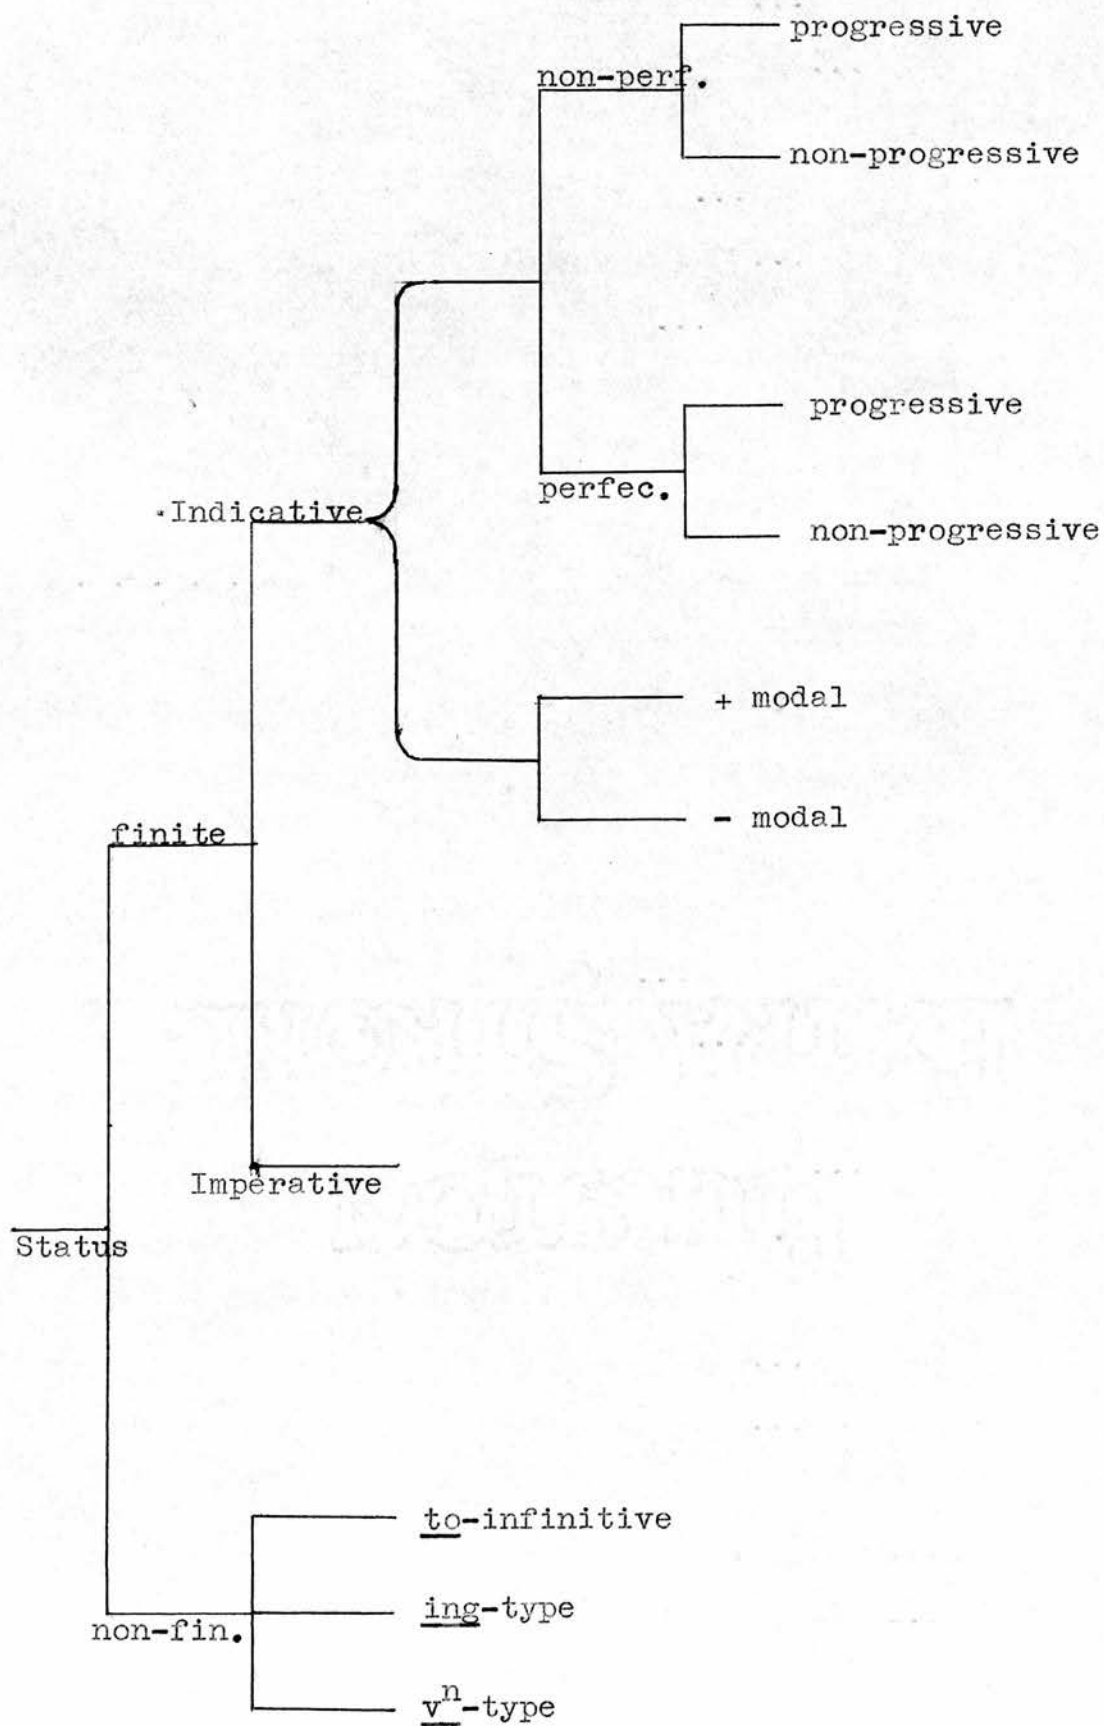 progressive
non-perf.
non-progressive
progressive
perfec.
Indicative
non-progressive
+ modal
- modal
finite
Imperative
Status
to-infinitive
ing-type
non-fin.
vⁿ-type